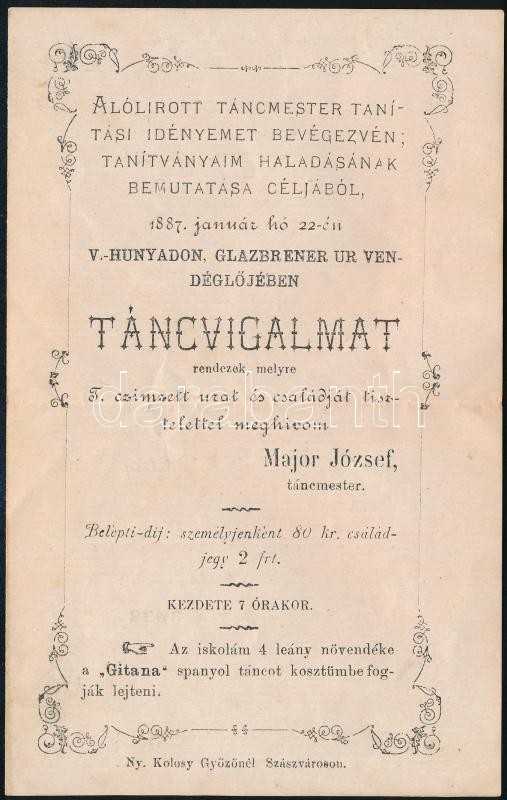 ALÓLIROTT TÁNCMESTER TANÍ-
TÁSI IDÉNYEMET BEVÉGEZVÉN;
TANÍTVÁNYAIM HALADÁSÁNAK
BEMUTATÁSA CÉLJÁBÓL,
1887. január hó 22-én
V.-HUNYADON, GLAZBRENER UR VEN-
DÉGLŐJÉBEN
TÁNCVIGALMAT
rendezek, melyre
T. czimzett urat és családját tisz-
telettel meghivom
darabanth
Major József,
táncmester.
Belépti-dij: személyjenként 80 kr. család-
jegy 2 frt.
KEZDETE 7 ÓRAKOR.
Az iskolám 4 leány növendéke
a „Gitana“ spanyol táncot kosztümbe fog-
ják lejteni.
Ny. Kolosy Győzőnél Szászvároson.